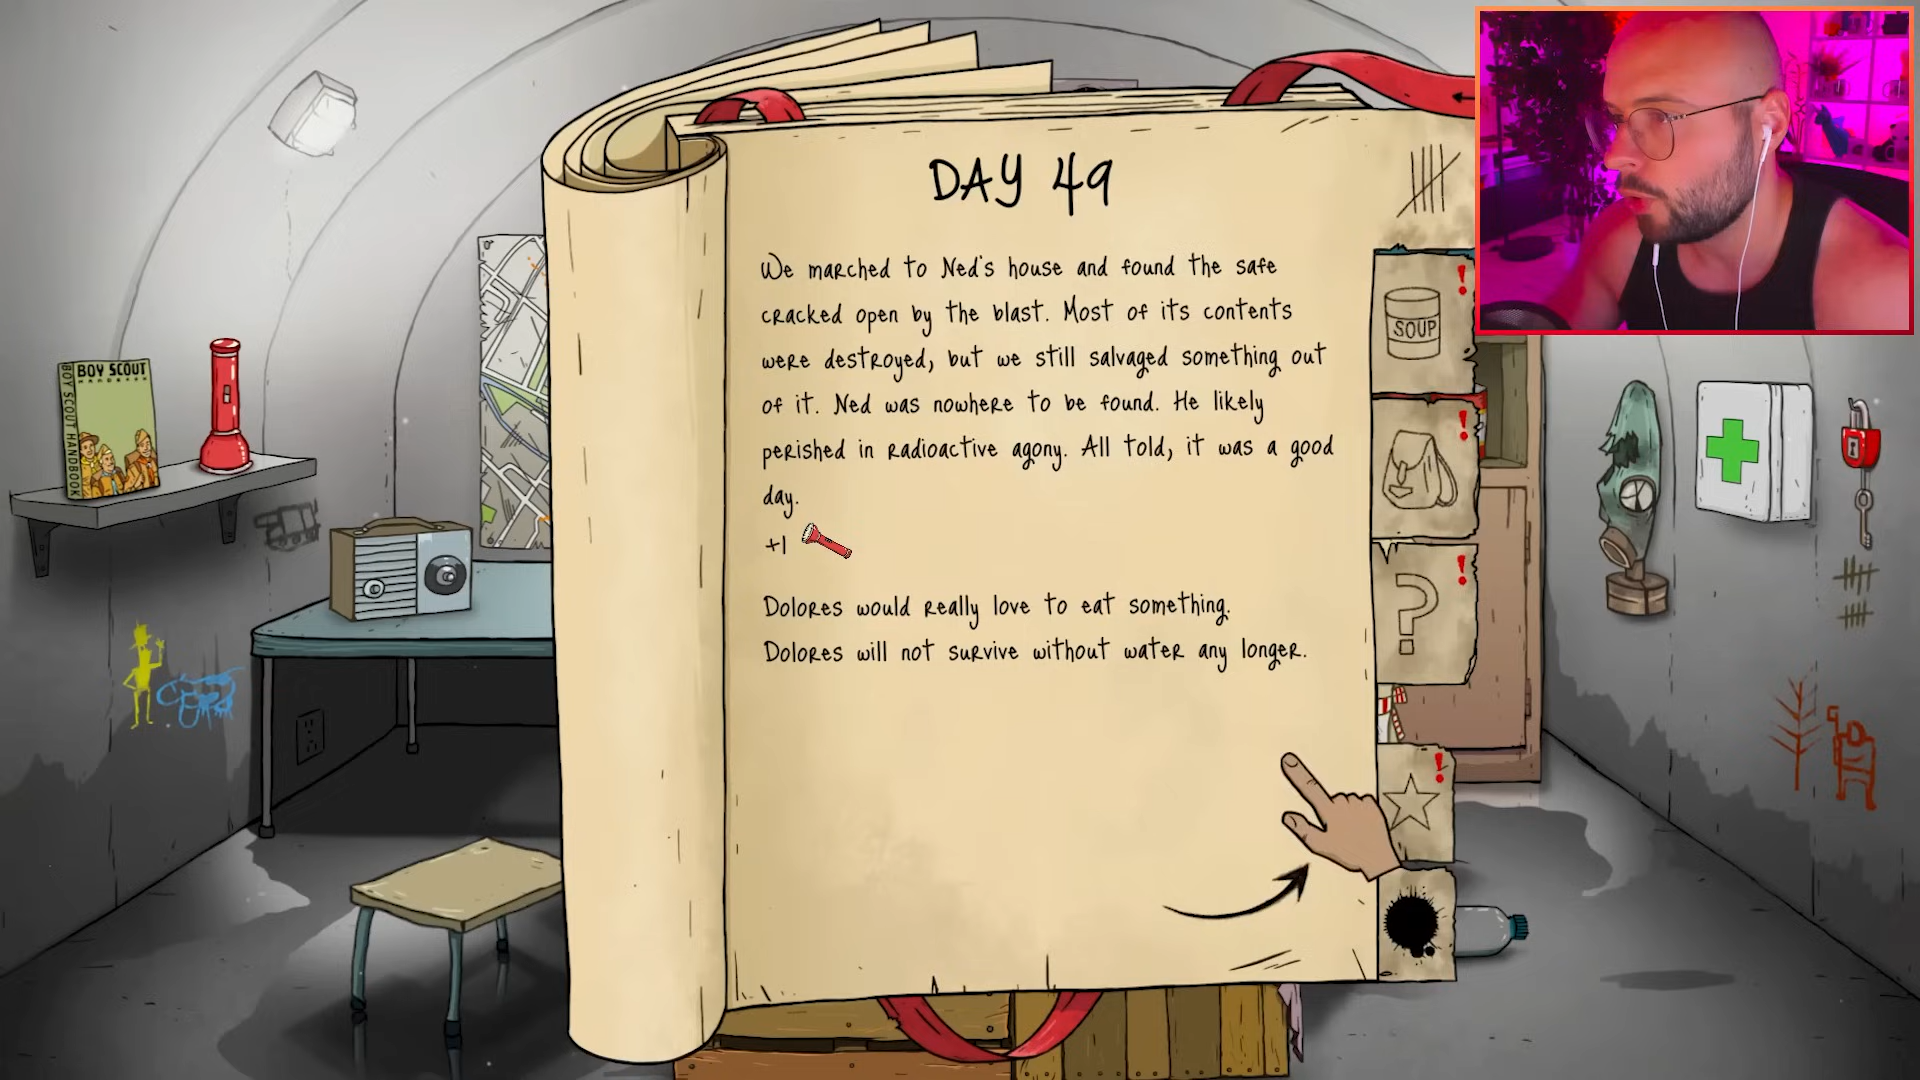 DAY 49
We marched to Ned's house and found the safe
cracked open by the blast. Most of its contents
were destroyed, but we still salvaged something out
of it. Ned was nowhere to be found. He likely
perished in radioactive agony. All told, it was a good
day.
+1
Dolores would really love to eat something.
Dolores will not survive without water any longer.
BOY SCOUT
HANDBOOK
BOY SCOUT HANDBOOK
!
SOUP
!
!
?
!